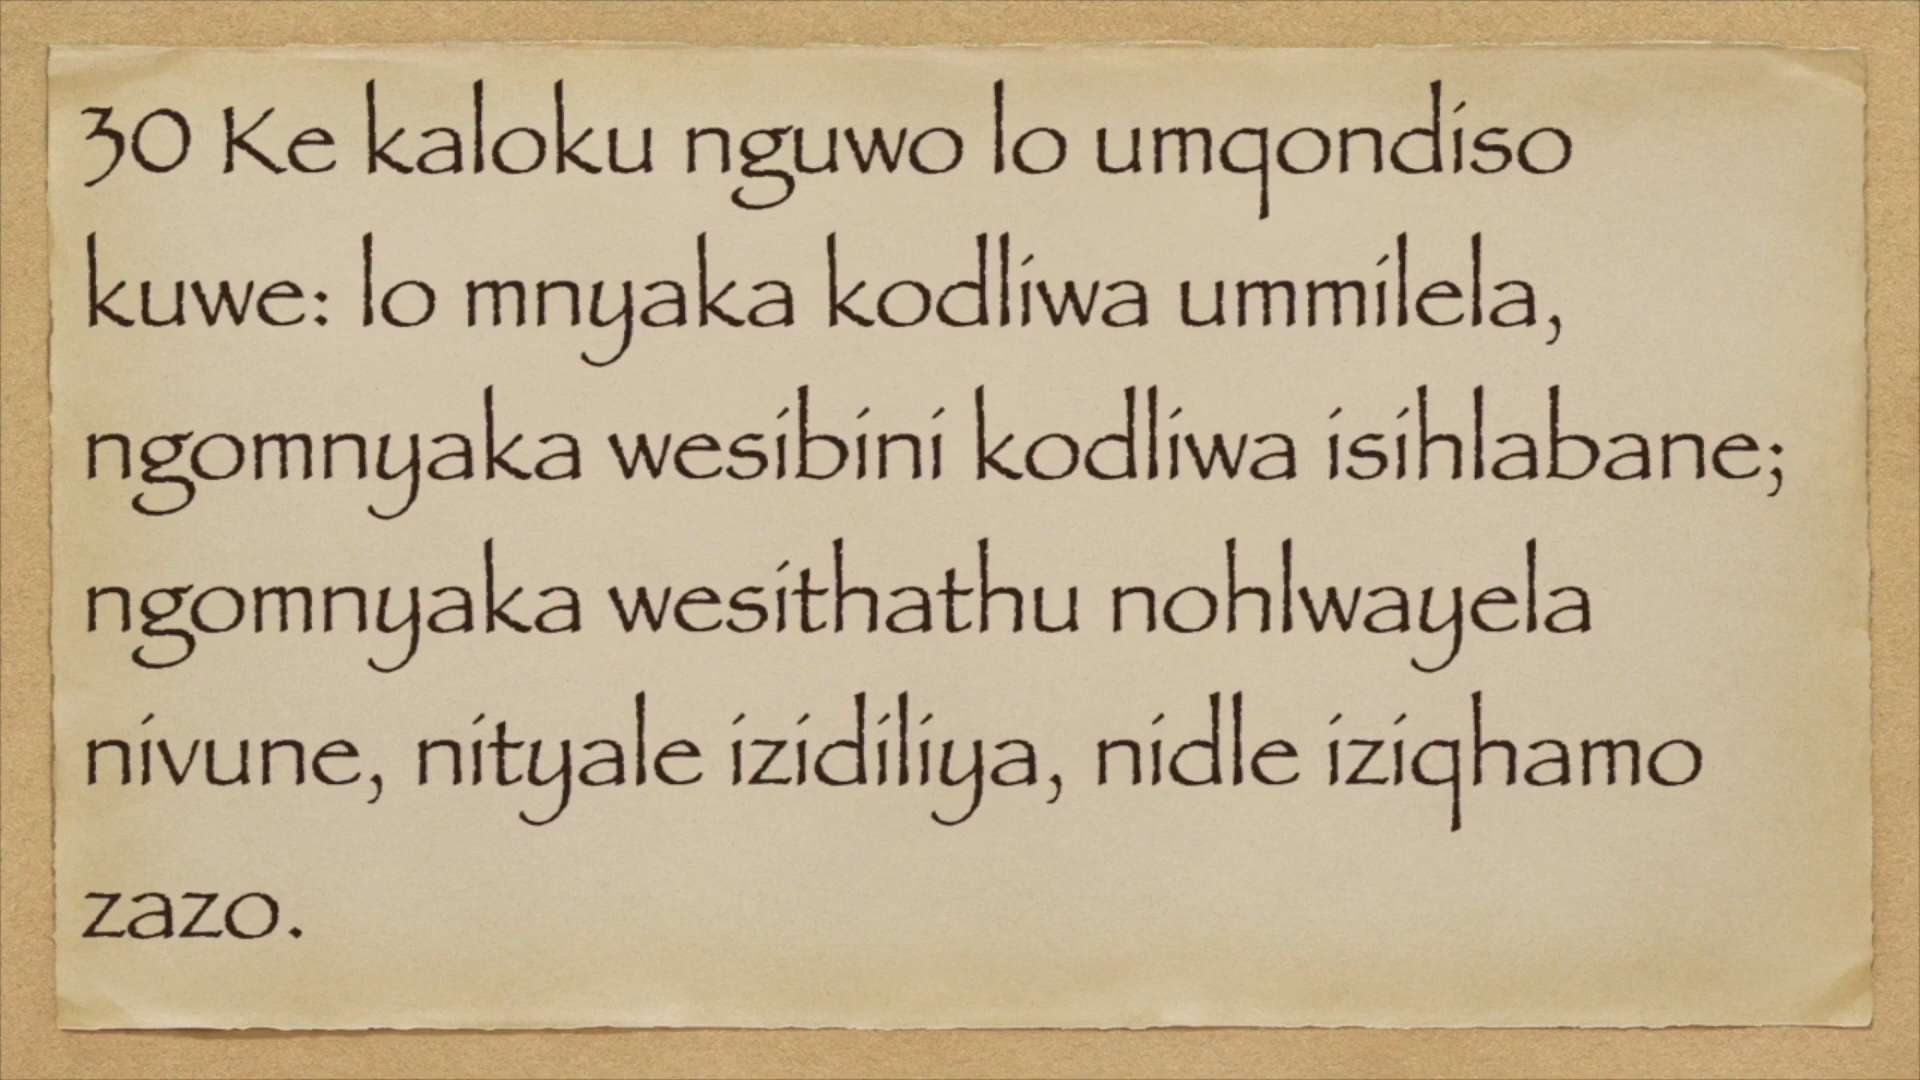 30 Ke kaloku nguwo lo umqondiso
kuwe: lo mnyaka kodliwa ummilela,
ngomnyaka wesibini kodliwa isihlabane;
ngomnyaka wesithathu nohlwayela
nivune, nityale izidiliya, nidle iziqhamo
zazo.